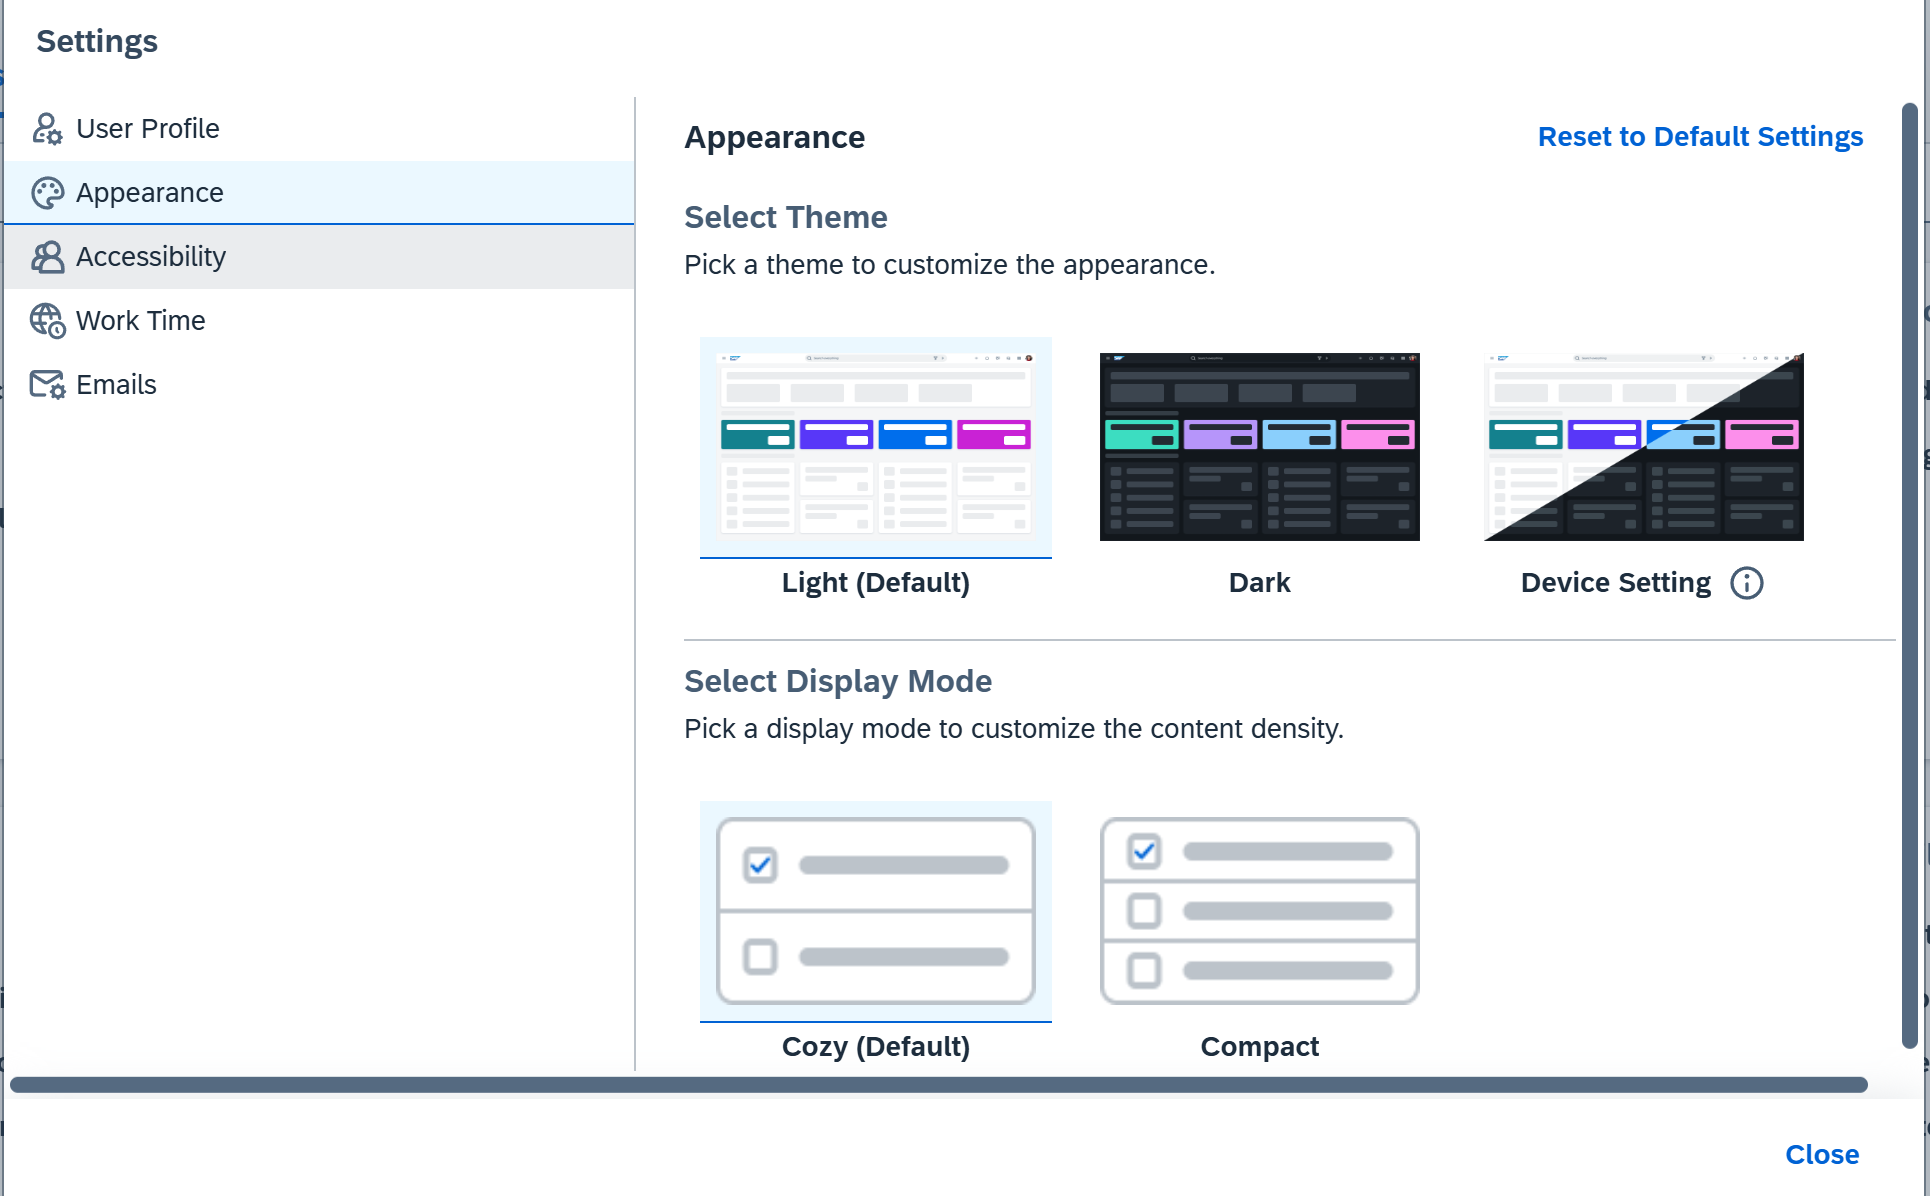 Settings
User Profile
Appearance
Accessibility
Work Time
Emails
Appearance
Reset to Default Settings
Select Theme
Pick a theme to customize the appearance.
Light (Default)
Dark
Device Setting
Select Display Mode
Pick a display mode to customize the content density.
Cozy (Default)
Compact
Close